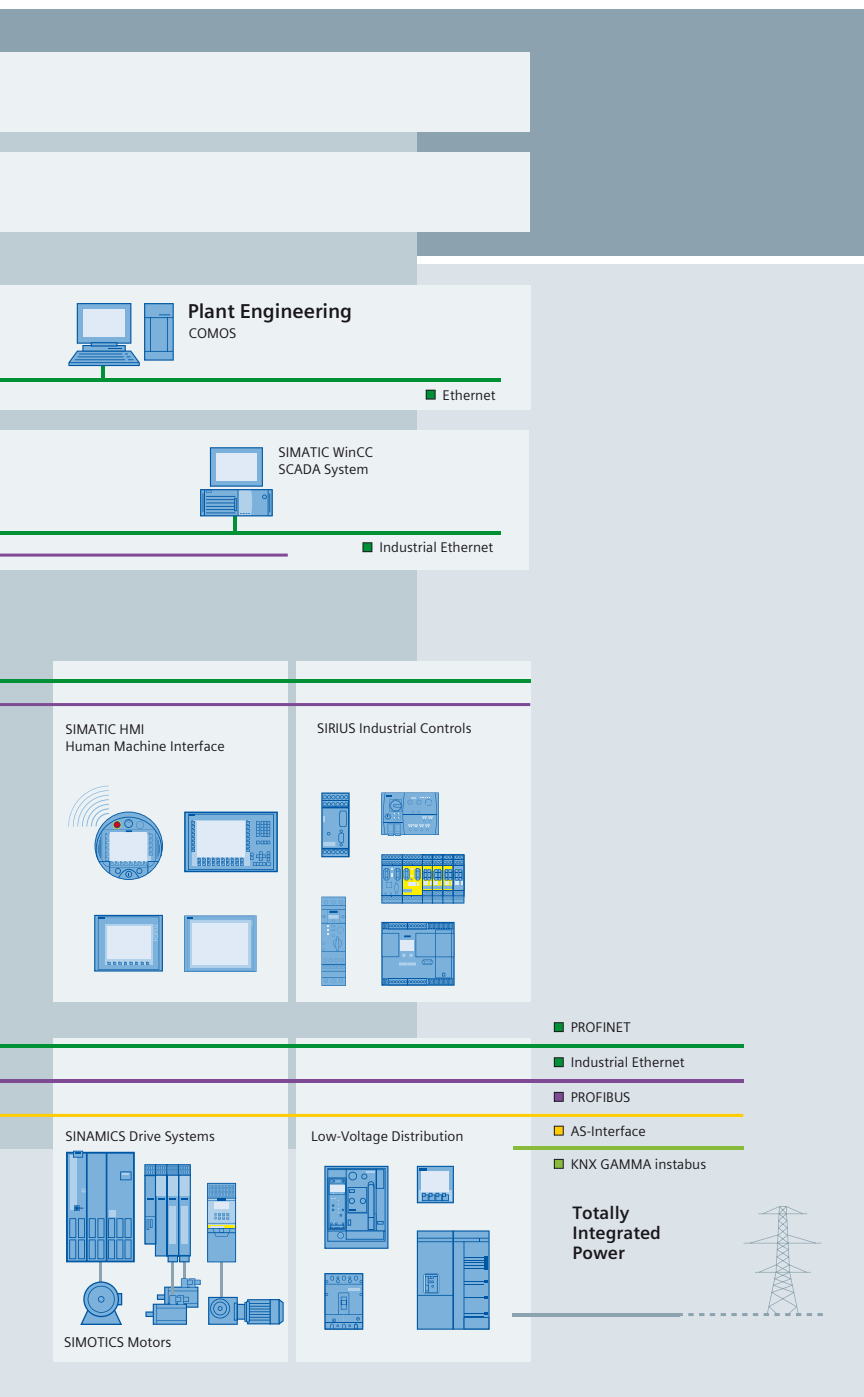 Plant Engineering
COMOS
Ethernet
SIMATIC WinCC
SCADA System
Industrial Ethernet
SIMATIC HMI
Human Machine Interface
SIRIUS Industrial Controls
PROFINET
Industrial Ethernet
PROFIBUS
AS-Interface
KNX GAMMA instabus
SINAMICS Drive Systems
Low-Voltage Distribution
Totally
Integrated
Power
SIMOTICS Motors